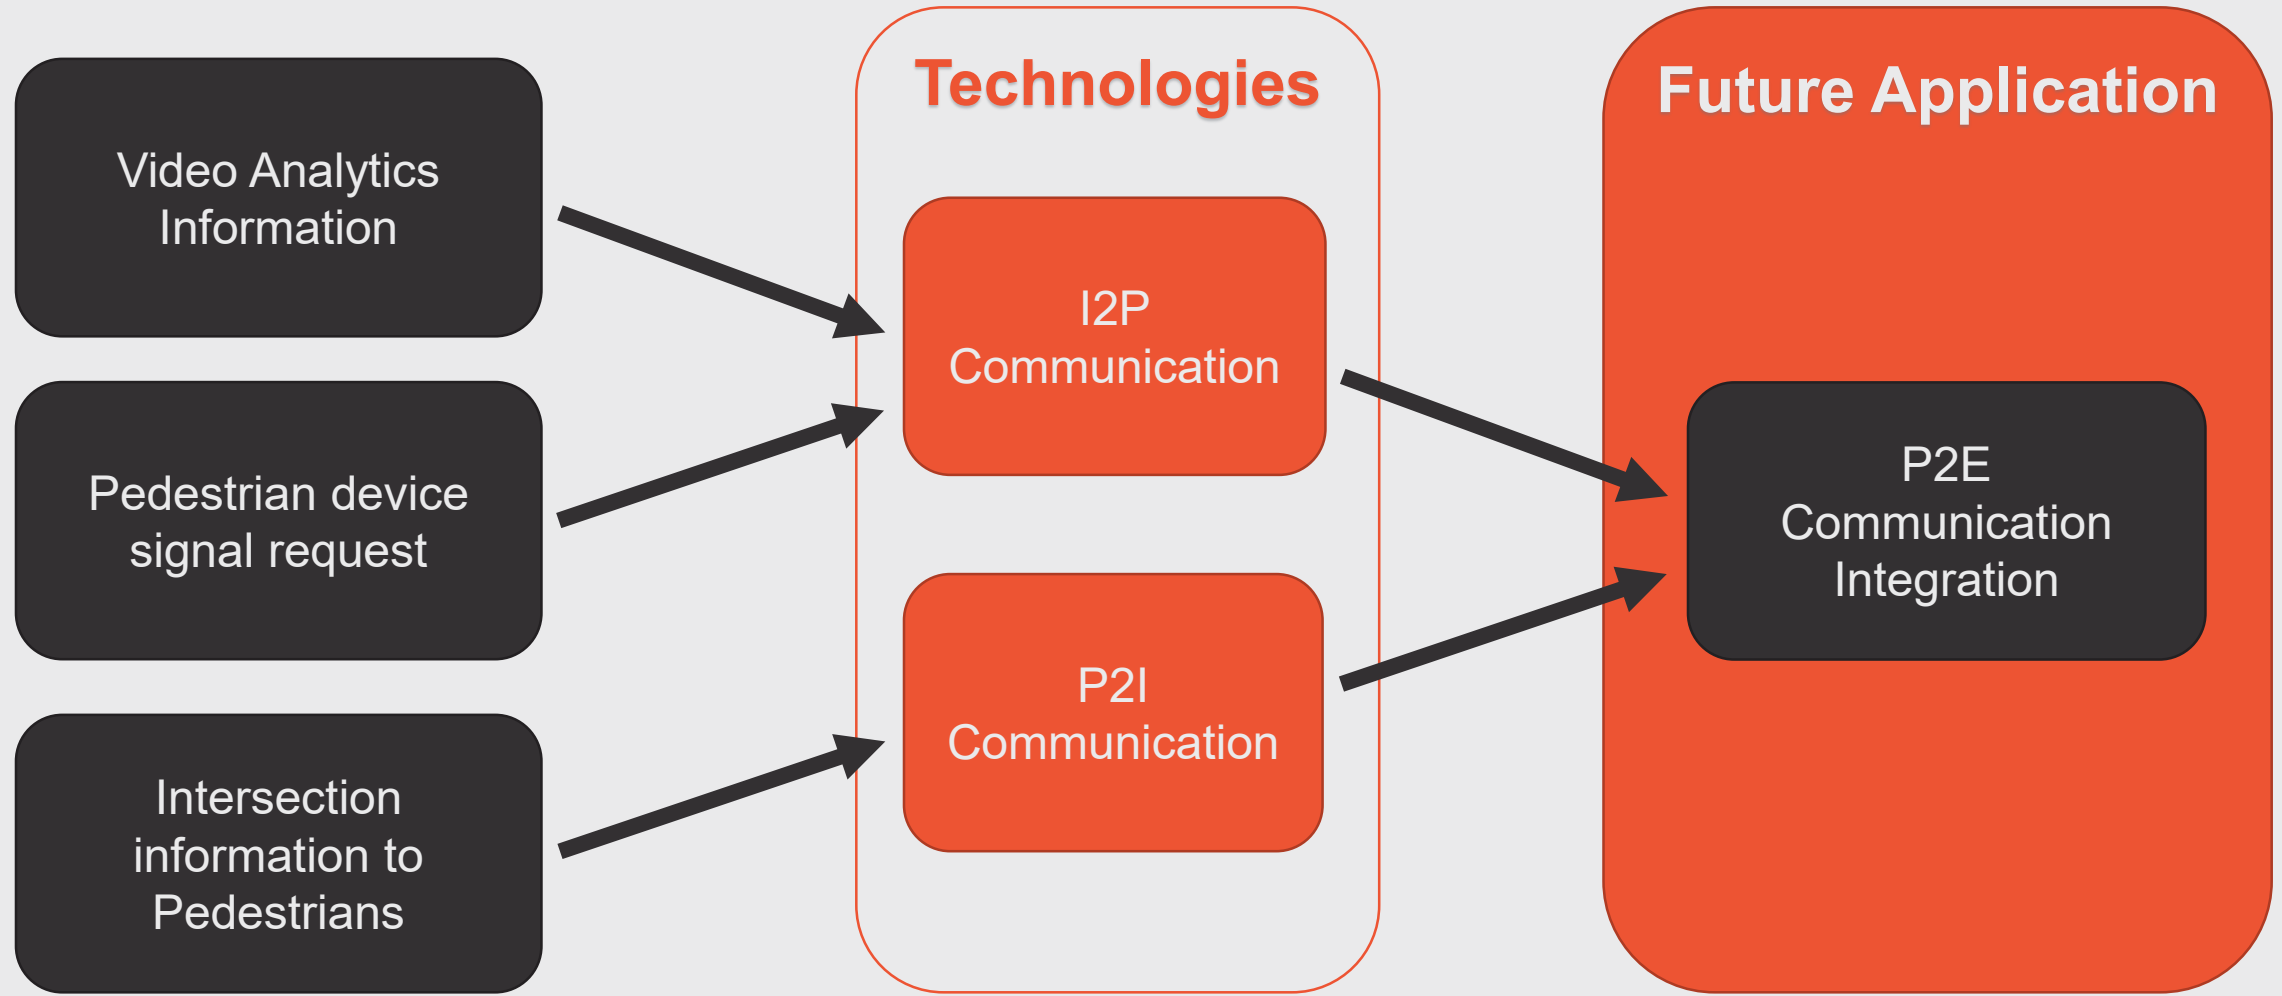 Video Analytics
Information
Pedestrian device
signal request
Intersection
information to
Pedestrians
Technologies
I2P
Communication
P2I
Communication
Future Application
P2E
Communication
Integration